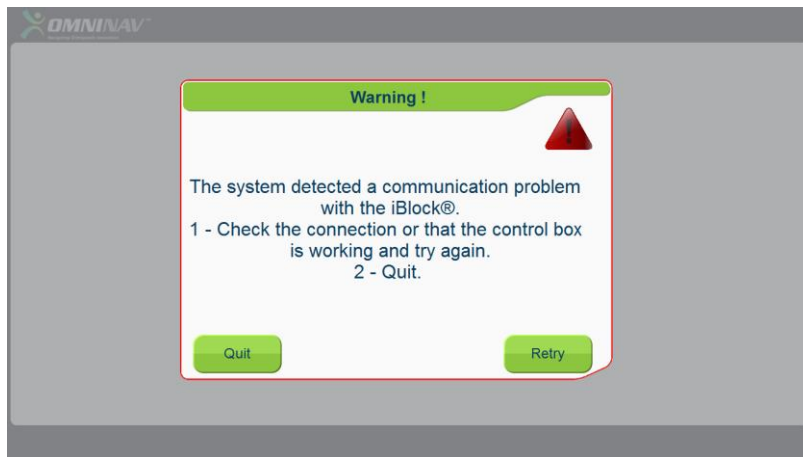 OMNINAV™
Warning !
The system detected a communication problem
with the iBlock®.
1 - Check the connection or that the control box
is working and try again.
2 - Quit.
Quit
Retry